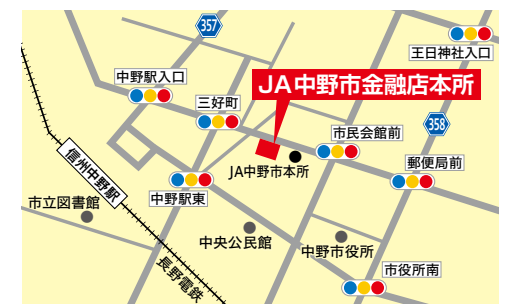 357
王日神社入口
中野駅入口
JA中野市金融店本所
三好町
358
市民会館前
信州中野駅
JA中野市本所
郵便局前
中野駅東
市立図書館
中央公民館
中野市役所
長野電鉄
市役所南